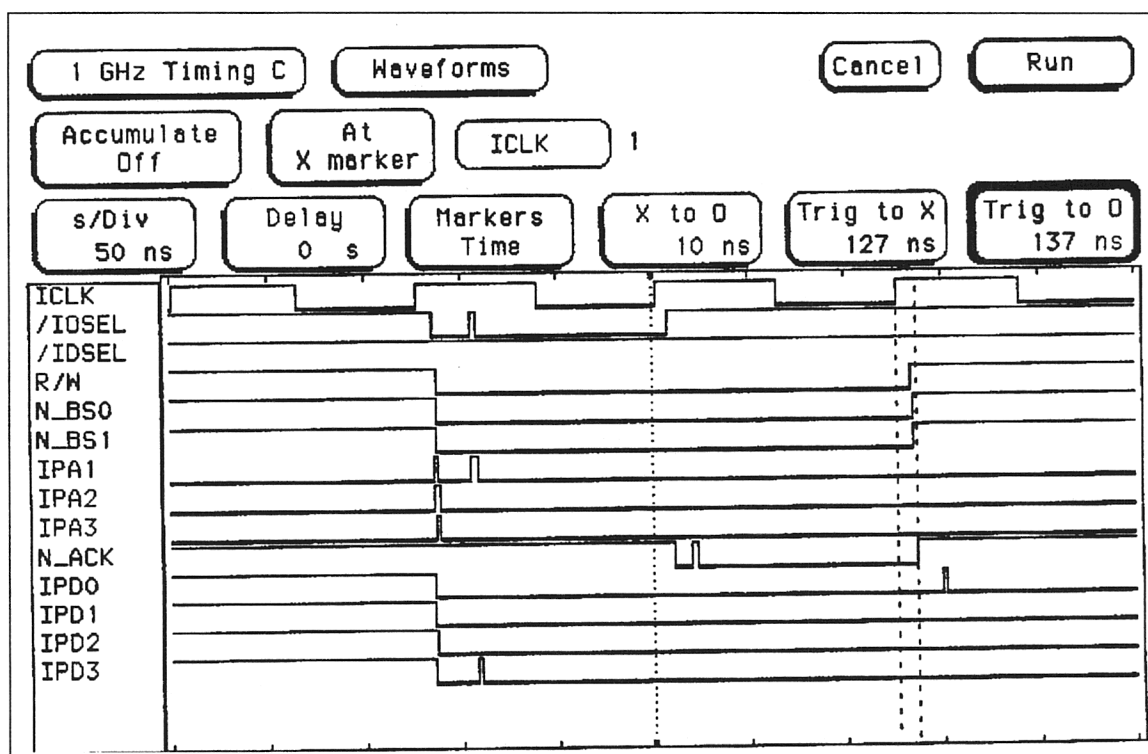 1 GHz Timing C Waveforms Cancel Run
Accumulate Off At X marker ICLK 1
s/Div 50 ns Delay 0 s Markers Time X to O 10 ns Trig to X 127 ns Trig to O 137 ns
ICLK
/IOSEL
/IDSEL
R/W
N_BS0
N_BS1
IPA1
IPA2
IPA3
N_ACK
IPD0
IPD1
IPD2
IPD3